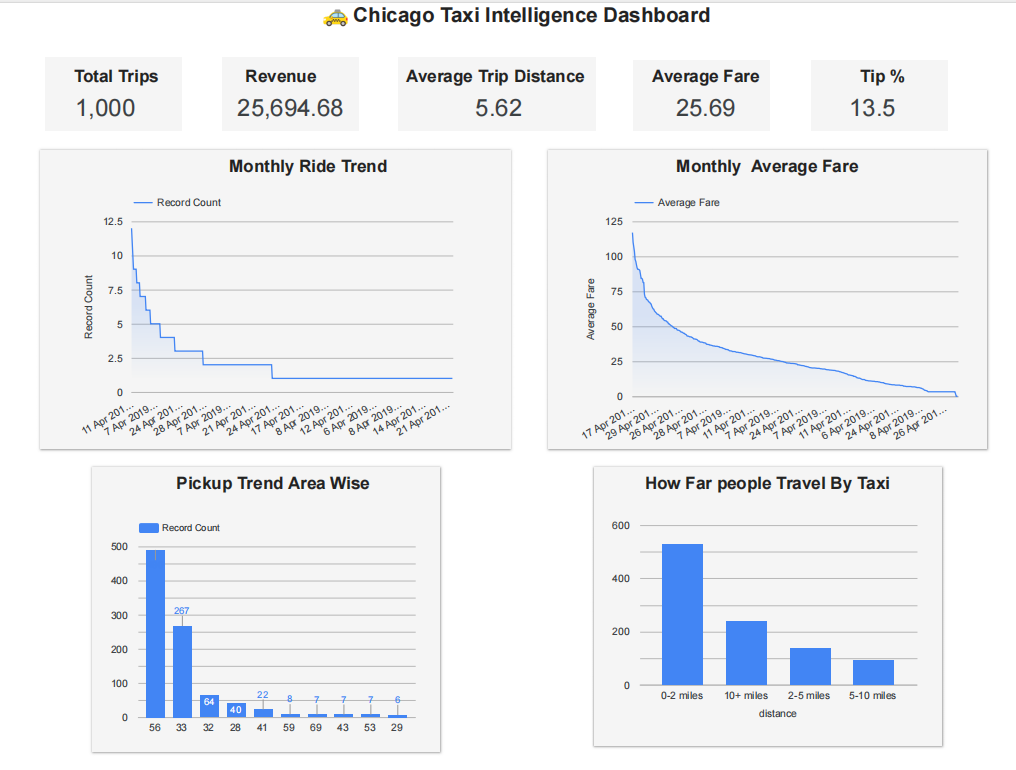 Chicago Taxi Intelligence Dashboard
Total Trips
1,000
Revenue
25,694.68
Average Trip Distance
5.62
Average Fare
25.69
Tip %
13.5
Monthly Ride Trend
Record Count
12.5
10
7.5
5
2.5
0
Record Count
11 Apr 201...
7 Apr 2019...
24 Apr 201...
28 Apr 201...
7 Apr 2019...
21 Apr 201...
24 Apr 201...
17 Apr 201...
8 Apr 2019...
12 Apr 201...
6 Apr 2019...
8 Apr 2019...
14 Apr 201...
21 Apr 201...
Monthly Average Fare
Average Fare
125
100
75
50
25
0
Average Fare
17 Apr 201...
29 Apr 201...
26 Apr 201...
28 Apr 201...
7 Apr 2019...
11 Apr 201...
7 Apr 2019...
24 Apr 201...
7 Apr 2019...
11 Apr 201...
6 Apr 2019...
24 Apr 201...
8 Apr 2019...
26 Apr 201...
Pickup Trend Area Wise
Record Count
500
400
300
200
100
0
267
64
40
22
8
7
7
7
6
56 33 32 28 41 59 69 43 53 29
How Far people Travel By Taxi
600
400
200
0
0-2 miles 10+ miles 2-5 miles 5-10 miles
distance